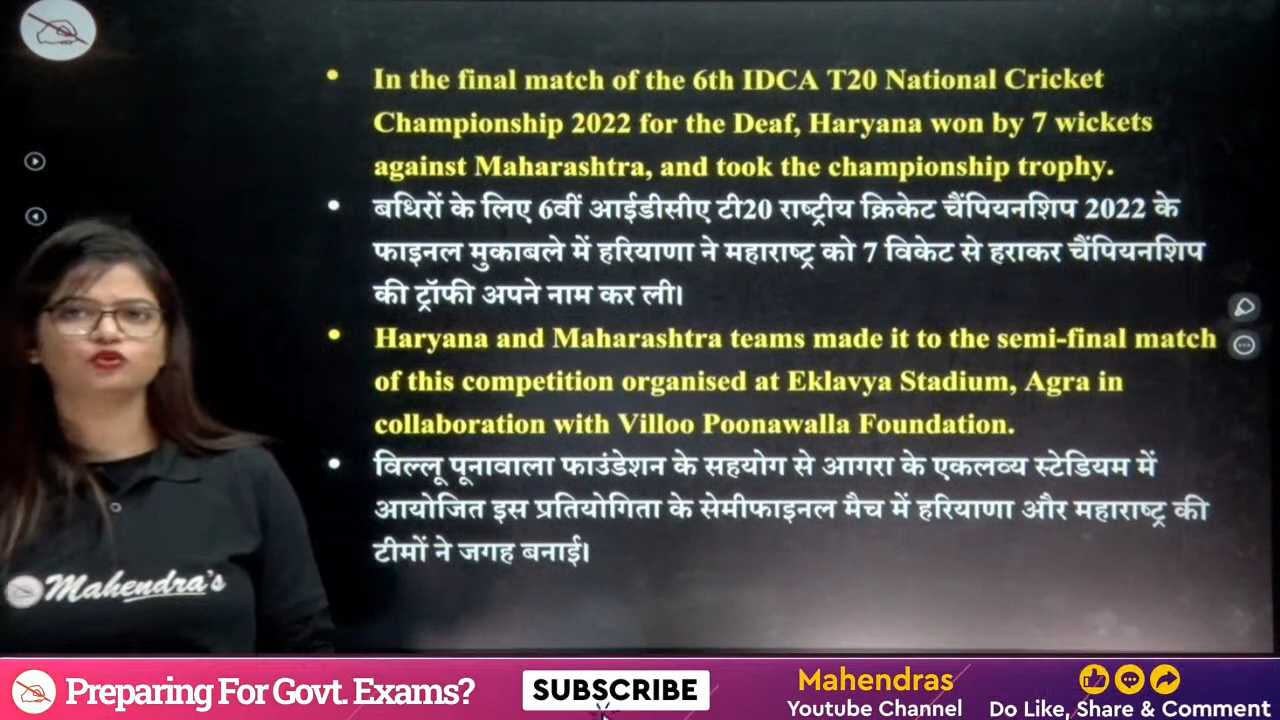 In the final match of the 6th IDCA T20 National Cricket
Championship 2022 for the Deaf, Haryana won by 7 wickets
against Maharashtra, and took the championship trophy.
बधिरों के लिए 6वीं आईडीसीए टी20 राष्ट्रीय क्रिकेट चैंपियनशिप 2022 के
फाइनल मुकाबले में हरियाणा ने महाराष्ट्र को 7 विकेट से हराकर चैंपियनशिप
की ट्रॉफी अपने नाम कर ली।
Haryana and Maharashtra teams made it to the semi-final match
of this competition organised at Eklavya Stadium, Agra in
collaboration with Villoo Poonawalla Foundation.
विल्लू पूनावाला फाउंडेशन के सहयोग से आगरा के एकलव्य स्टेडियम में
आयोजित इस प्रतियोगिता के सेमीफाइनल मैच में हरियाणा और महाराष्ट्र की
टीमों ने जगह बनाई।
Mahendra's
Preparing For Govt. Exams?
SUBSCRIBE
Mahendras
Youtube Channel
Do Like, Share & Comment